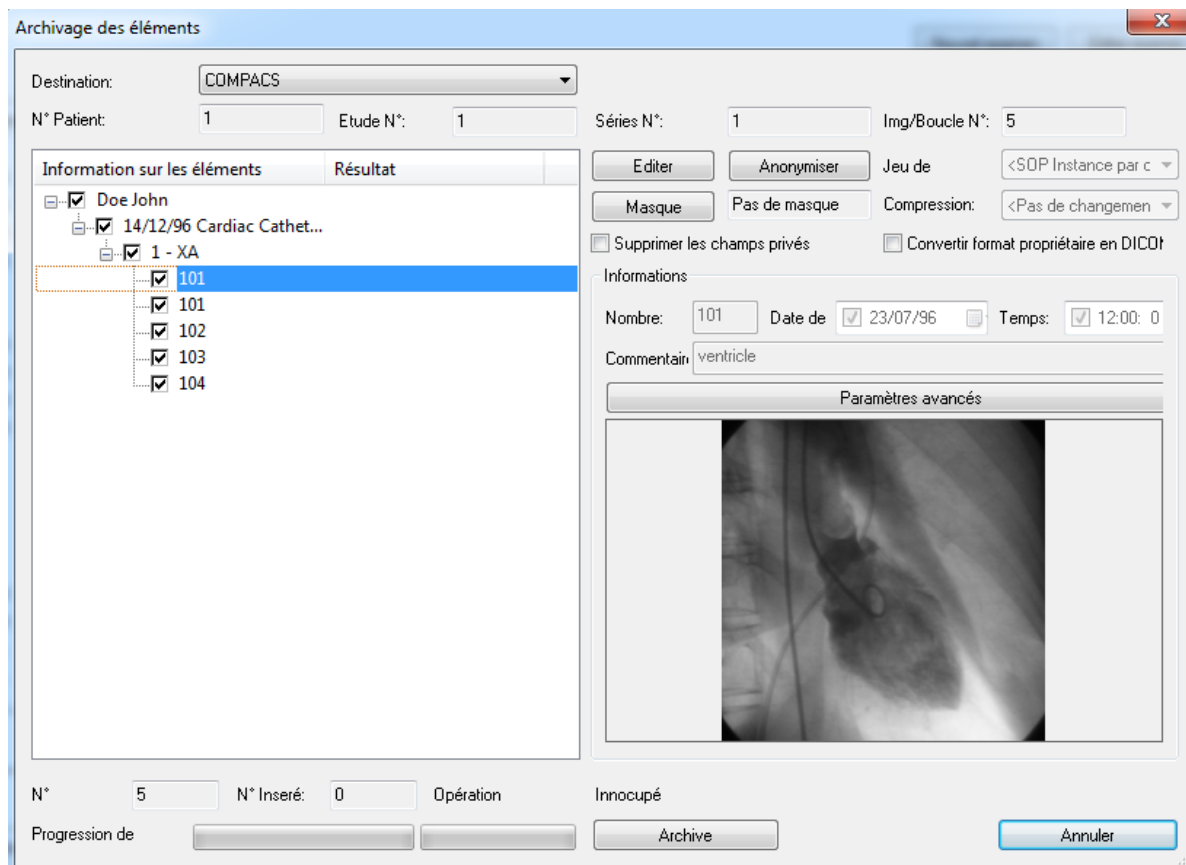 Archivage des éléments
Destination: COMPACS
N° Patient: 1 Etude N°: 1 Séries N°: 1 Img/Boucle N°: 5
Information sur les éléments Résultat
Editer Anonymiser Jeu de <SOP Instance par c
Doe John
Masque Pas de masque Compression: <Pas de changemen
14/12/96 Cardiac Cathet...
Supprimer les champs privés Convertir format propriétaire en DICOM
1 - XA
101
Informations
101
Nombre: 101 Date de 23/07/96 Temps: 12:00: 0
102
103
Commentain ventricle
104
Paramètres avancés
N° 5 N° Inseré: 0 Opération Innocupé
Progression de Archive Annuler